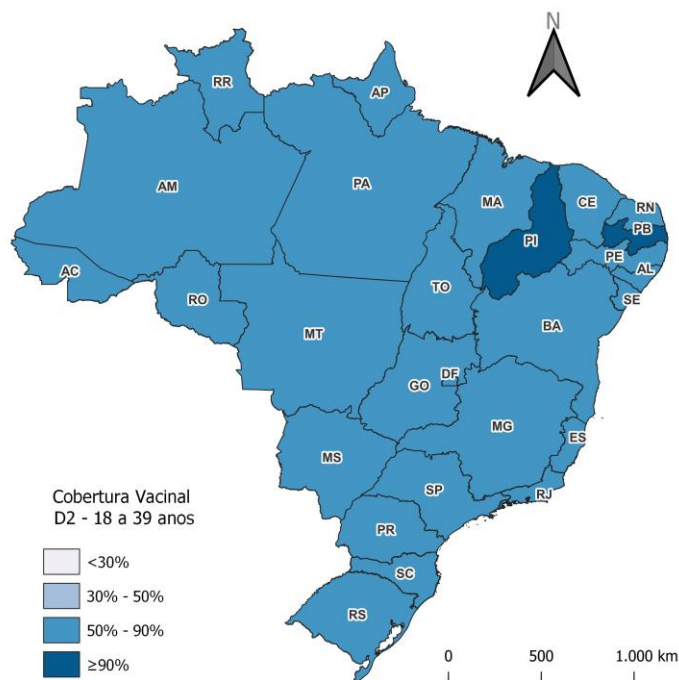 N
RR
AP
AM
PA
MA
CE
RN
PI
PB
PE
AL
AC
SE
TO
RO
BA
MT
DF
GO
MG
ES
MS
SP
RJ
PR
SC
RS
Cobertura Vacinal
D2 - 18 a 39 anos
<30%
30% - 50%
50% - 90%
≥90%
0 500 1.000 km